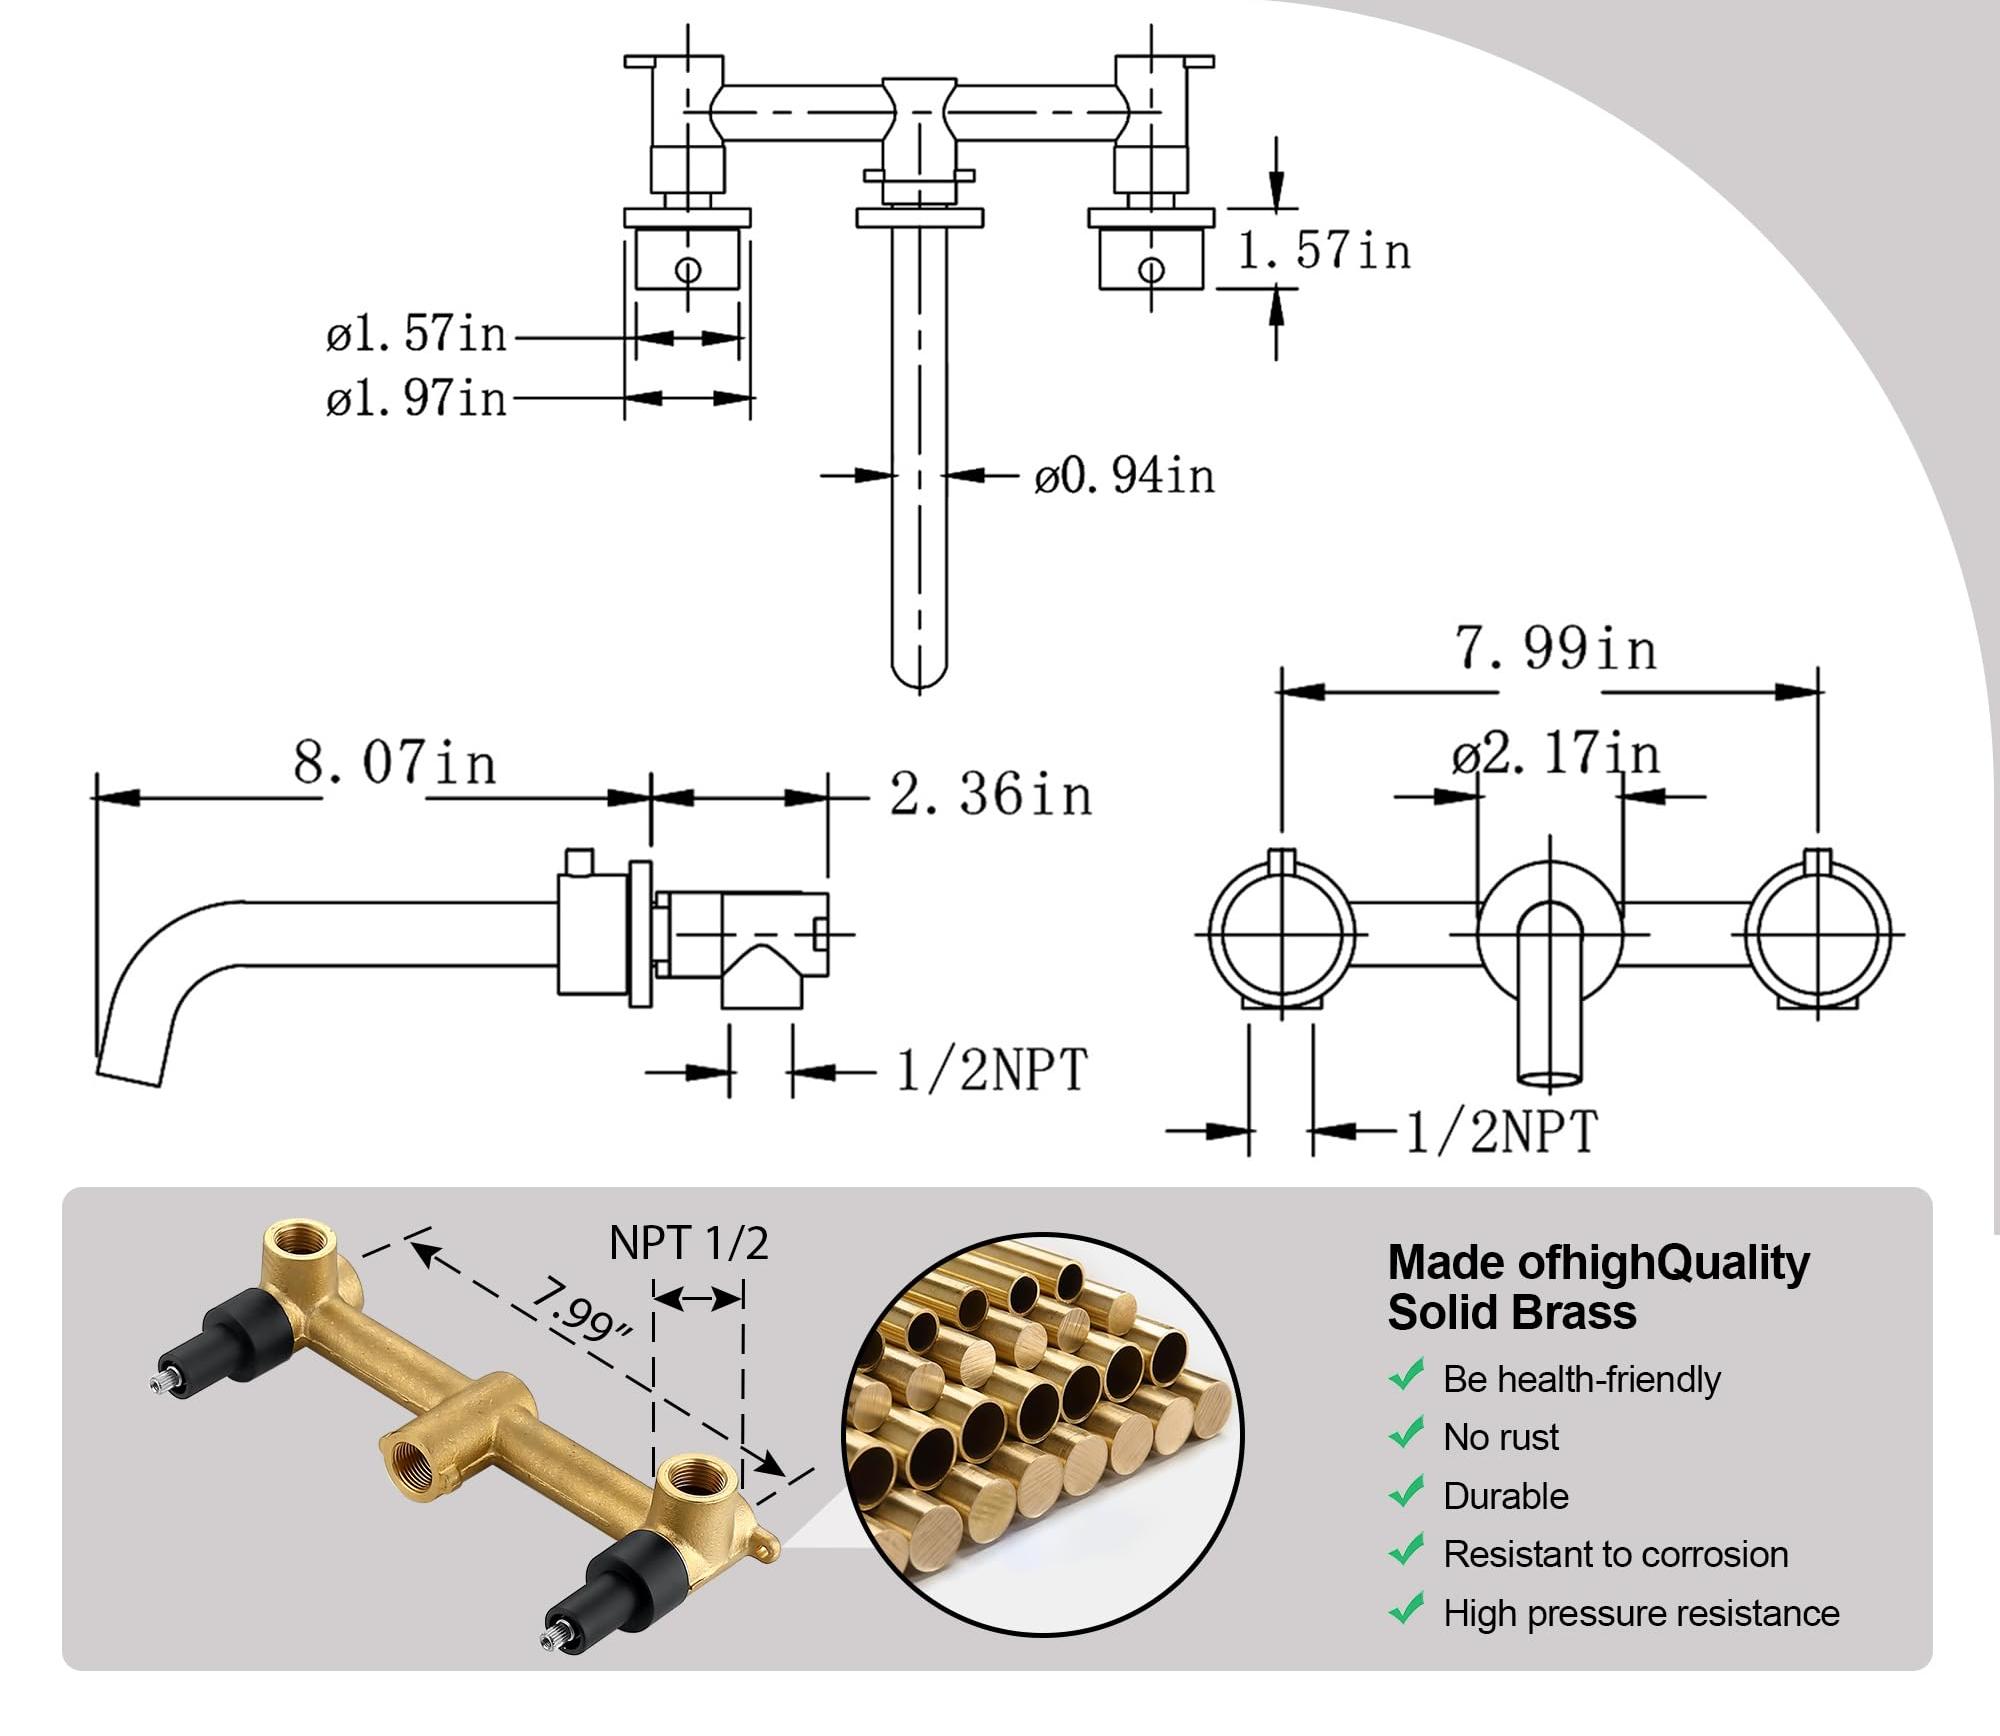 1.57in
ø1.57in
ø1.97in
ø0.94in
7.99in
8.07in
2.36in
ø2.17in
1/2NPT
1/2NPT
NPT 1/2
7.99”
Made ofhighQuality
Solid Brass
Be health-friendly
No rust
Durable
Resistant to corrosion
High pressure resistance